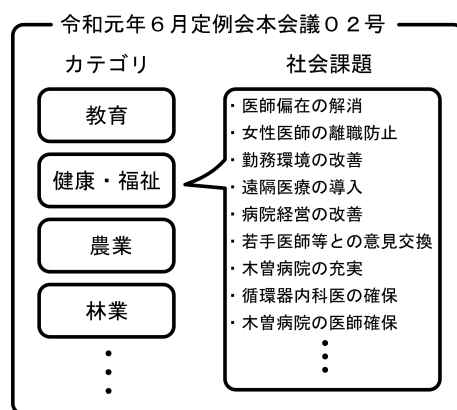 令和元年６月定例会本会議０２号
カテゴリ
教育
健康・福祉
農業
林業
社会課題
・医師偏在の解消
・女性医師の離職防止
・勤務環境の改善
・遠隔医療の導入
・病院経営の改善
・若手医師等との意見交換
・木曽病院の充実
・循環器内科医の確保
・木曽病院の医師確保